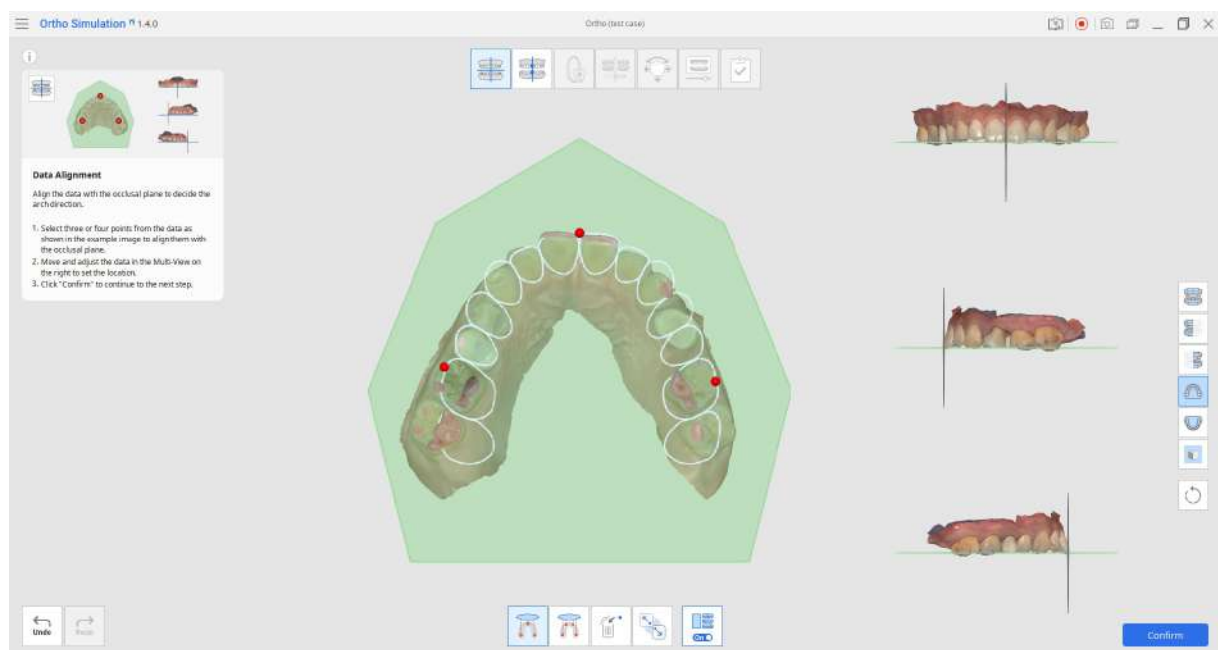 Ortho Simulation 1.4.0
Ortho (test case)
Data Alignment
Align the data with the occlusal plane to decide the
arch direction.
1. Select three or four points from the data as
shown in the example image to align them with
the occlusal plane.
2. Move and adjust the data in the Multi-View on
the right to set the location.
3. Click "Confirm" to continue to the next step.
Undo
Redo
On
Confirm